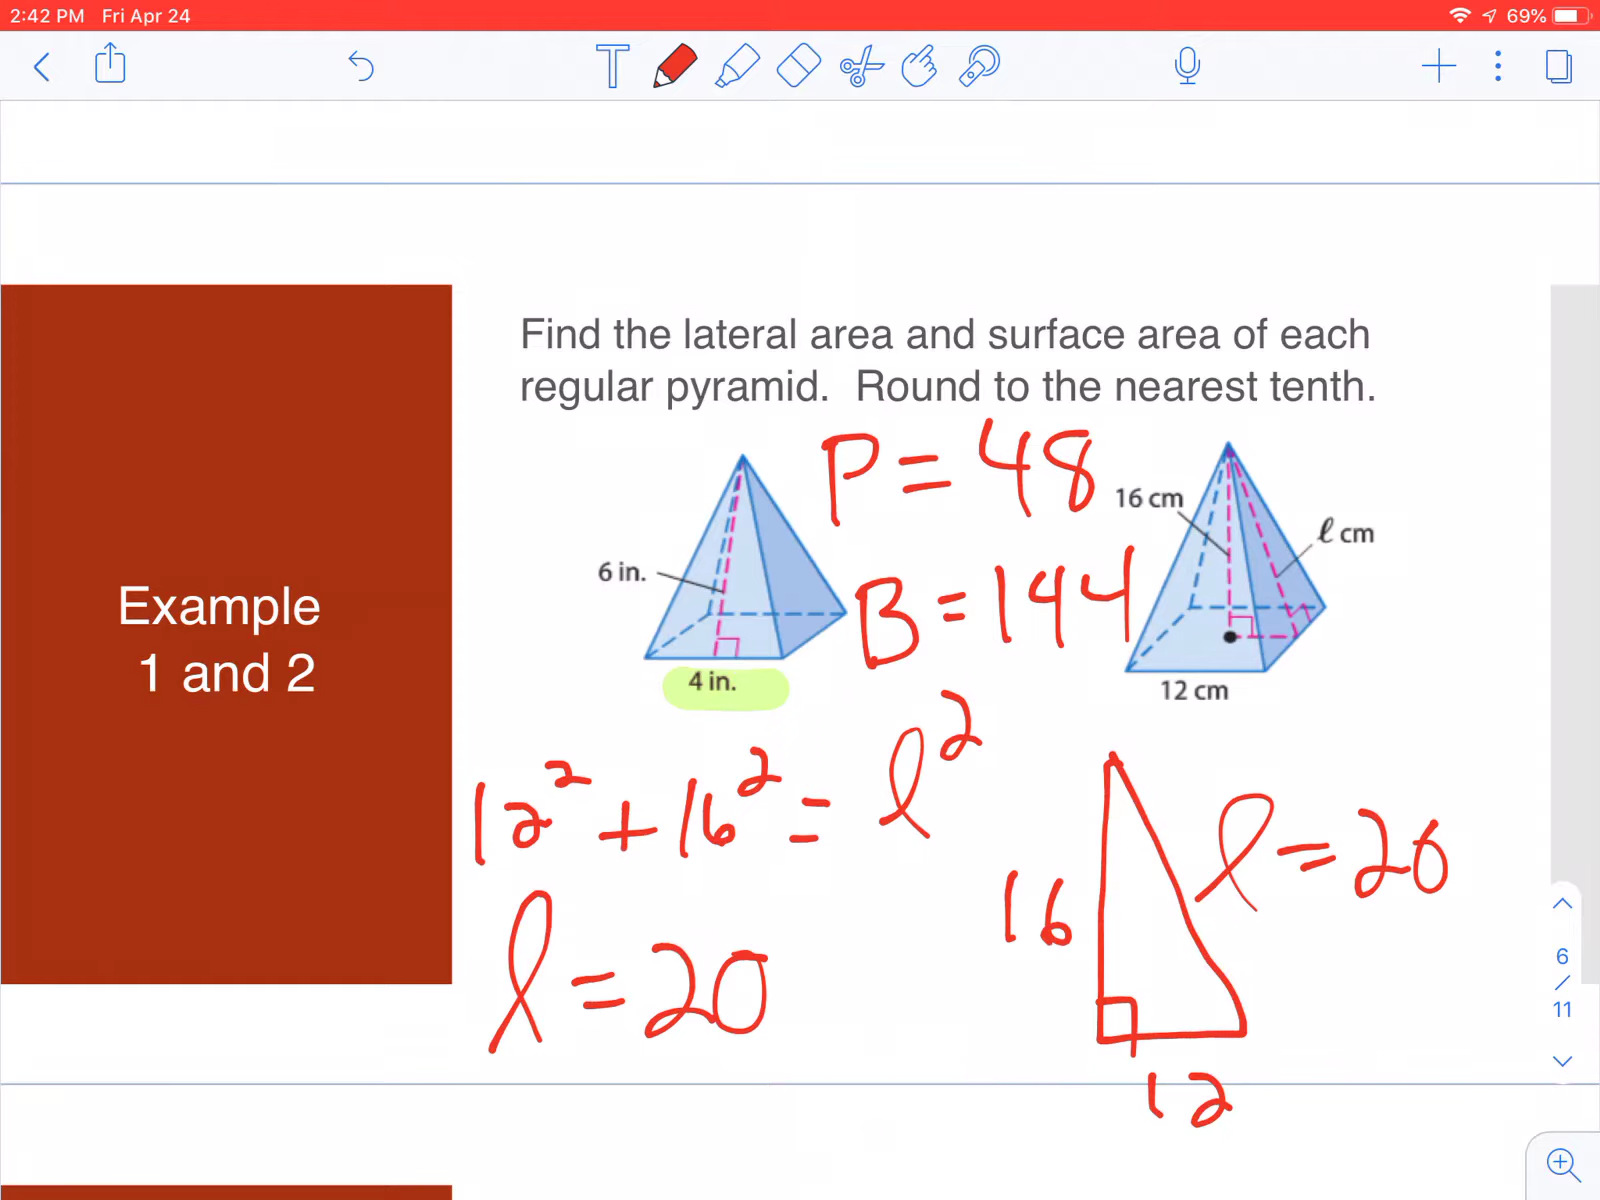 2:42 PM Fri Apr 24
69%
T
Find the lateral area and surface area of each
regular pyramid. Round to the nearest tenth.
Example
1 and 2
P = 48
16 cm
ℓ cm
6 in.
B = 144
4 in.
12 cm
12² + 16² = ℓ²
16
ℓ = 20
ℓ = 20
12
6
/
11